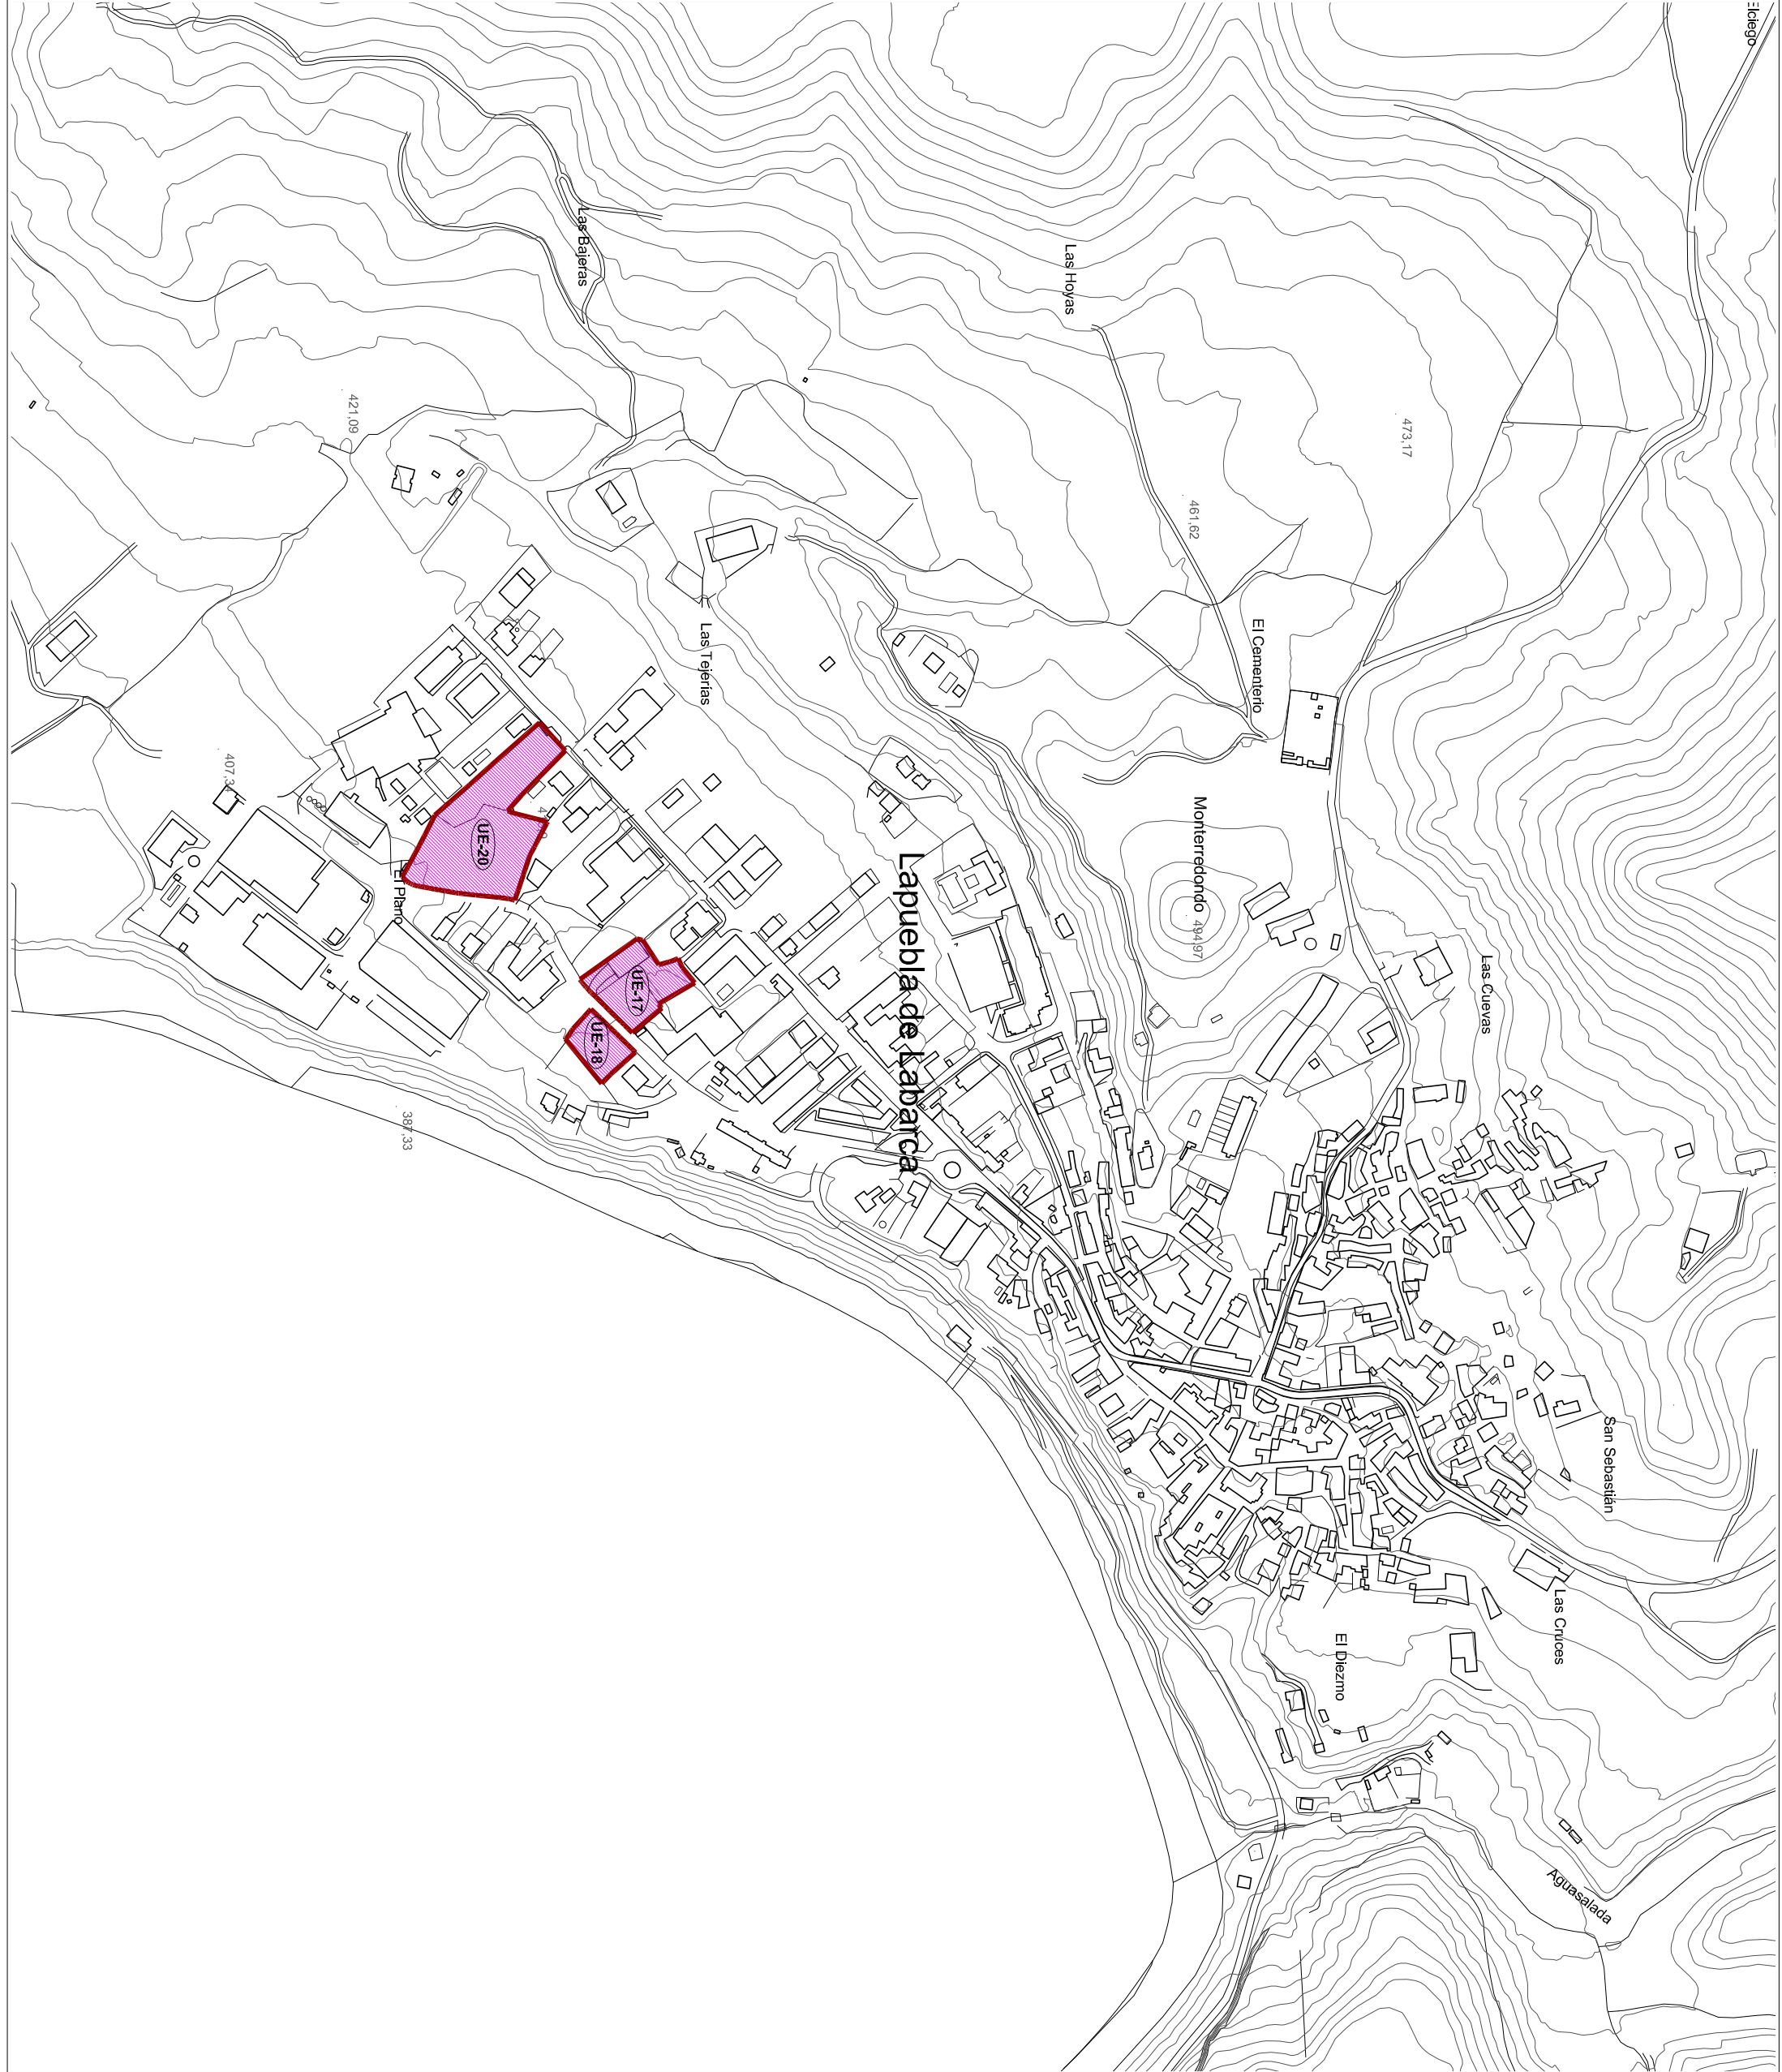 Elciego
Las Bajeras
Las Hoyas
421,09
473,17
461,62
El Cementerio
Las Tejerias
407,34
UE-20
El Plano
Monterredondo
494,97
Lapuebla de Labarca
Las Cuevas
UE-17
UE-18
387,33
San Sebastián
Las Cruces
El Diezmo
Aguasalada